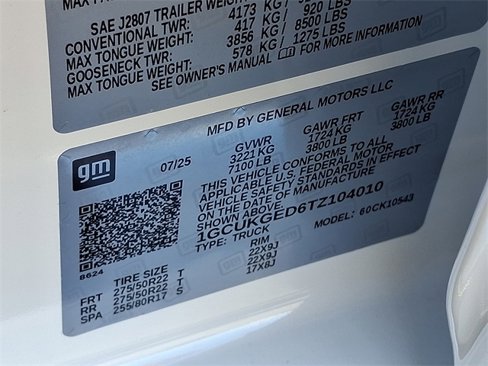 SAE J2807 TRAILER WEIGHT
CONVENTIONAL TWR: 4173 KG / 920 LBS
MAX TONGUE WEIGHT: 417 KG / 8500 LBS
GOOSENECK TWR: 3856 KG / 1275 LBS
MAX TONGUE WEIGHT: 578 KG /
SEE OWNER'S MANUAL
MFD BY GENERAL MOTORS LLC
gm
07/25
GVWR GAWR FRT GAWR RR
3221 KG 1724 KG 1724 KG
7100 LB 3800 LB 3800 LB
THIS VEHICLE CONFORMS TO ALL
APPLICABLE U.S. FEDERAL MOTOR
VEHICLE SAFETY STANDARDS IN EFFECT
ON THE DATE OF MANUFACTURE
SHOWN ABOVE.
1GCUKGED6TZ104010
TYPE: TRUCK MODEL: 60CK10543
8624
TIRE SIZE RIM
FRT 275/50R22 T 22X9J
RR 275/50R22 T 22X9J
SPA 255/80R17 S 17X8J